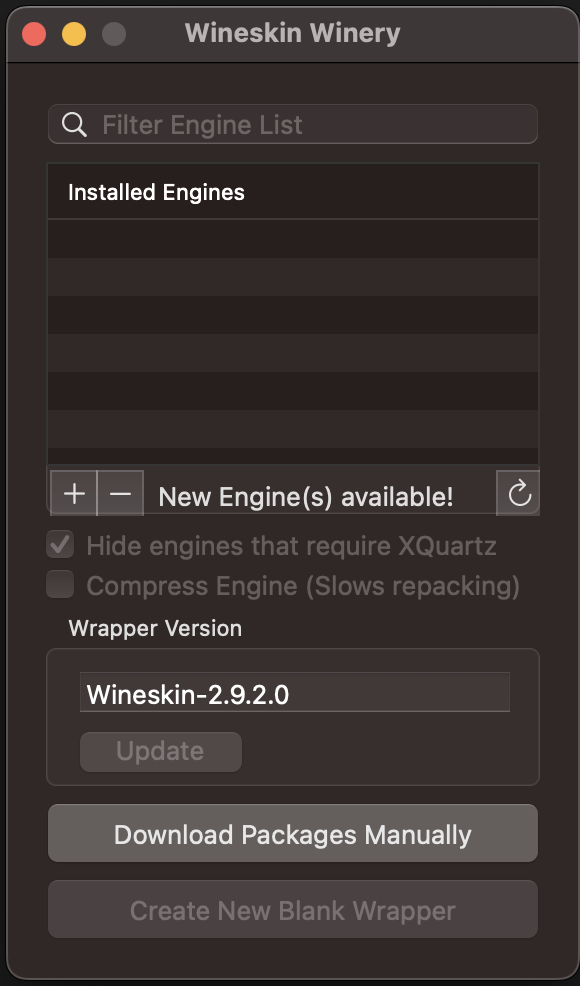 Wineskin Winery
Filter Engine List
Installed Engines
+ − New Engine(s) available!
Hide engines that require XQuartz
Compress Engine (Slows repacking)
Wrapper Version
Wineskin-2.9.2.0
Update
Download Packages Manually
Create New Blank Wrapper